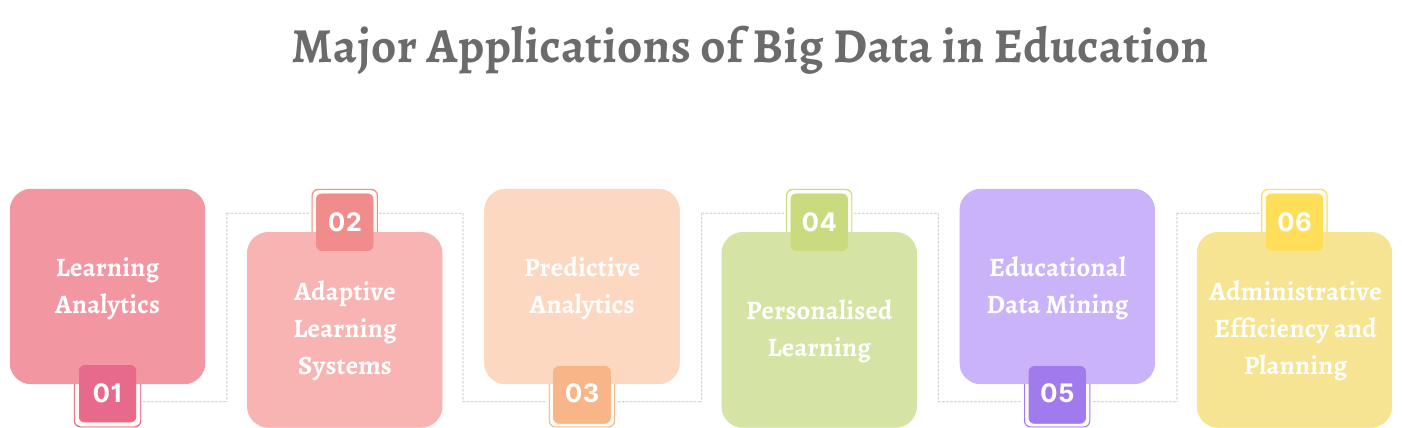 Major Applications of Big Data in Education
Learning
Analytics
01
02
Adaptive
Learning
Systems
Predictive
Analytics
03
04
Personalised
Learning
Educational
Data Mining
05
06
Administrative
Efficiency and
Planning